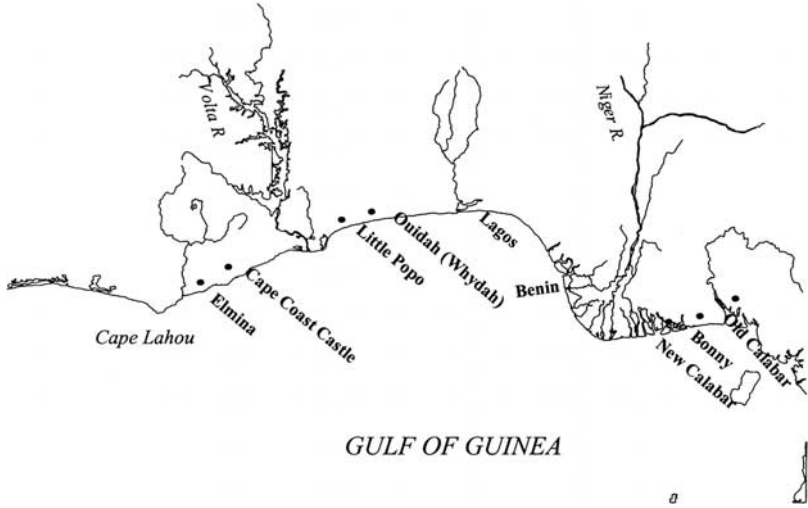 Volta R
Niger R.
Cape Lahou
Elmina
Cape Coast Castle
Little Popo
Ouidah (Whydah)
Lagos
Benin
New Calabar
Bonny
Old Calabar
GULF OF GUINEA